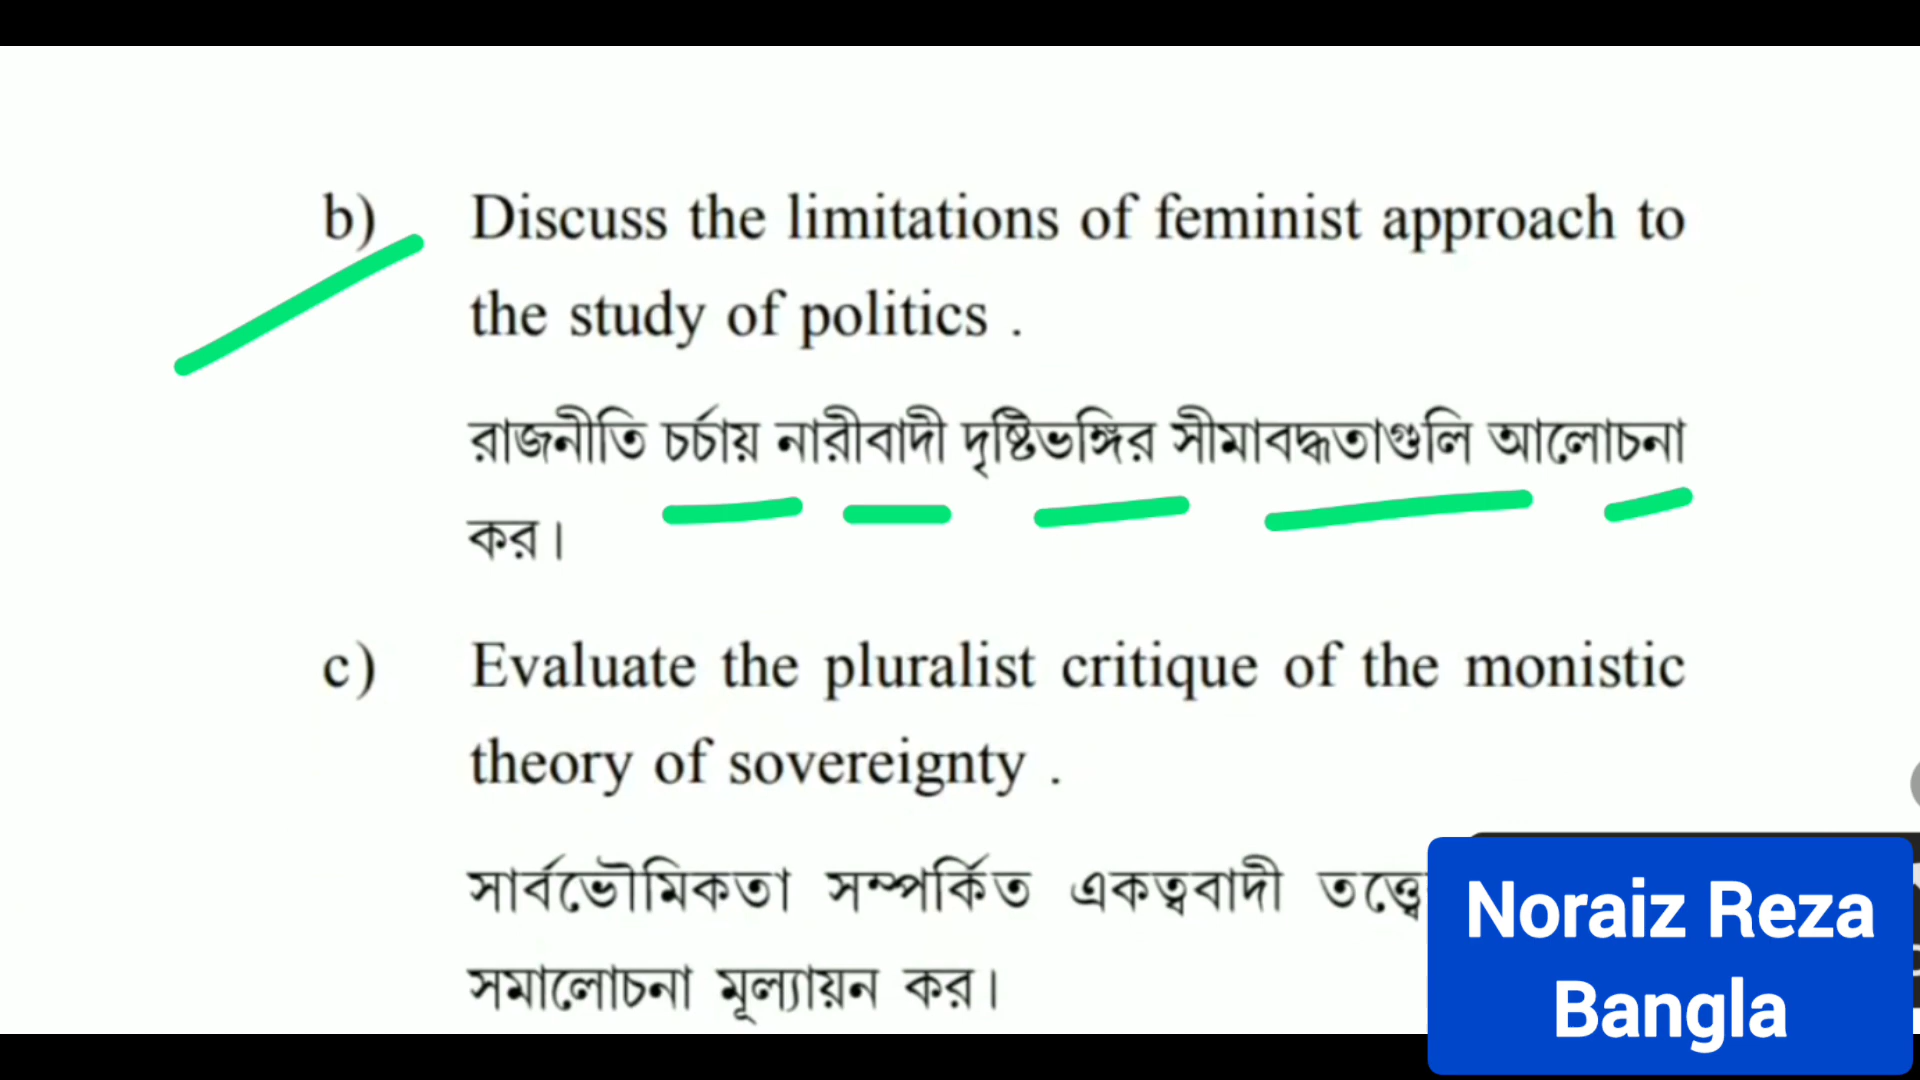 b) Discuss the limitations of feminist approach to
the study of politics .
রাজনীতি চর্চায় নারীবাদী দৃষ্টিভঙ্গির সীমাবদ্ধতাগুলি আলোচনা
কর।
c) Evaluate the pluralist critique of the monistic
theory of sovereignty .
সার্বভৌমিকতা সম্পর্কিত একত্ববাদী
সমালোচনা মূল্যায়ন কর।
Noraiz Reza
Bangla